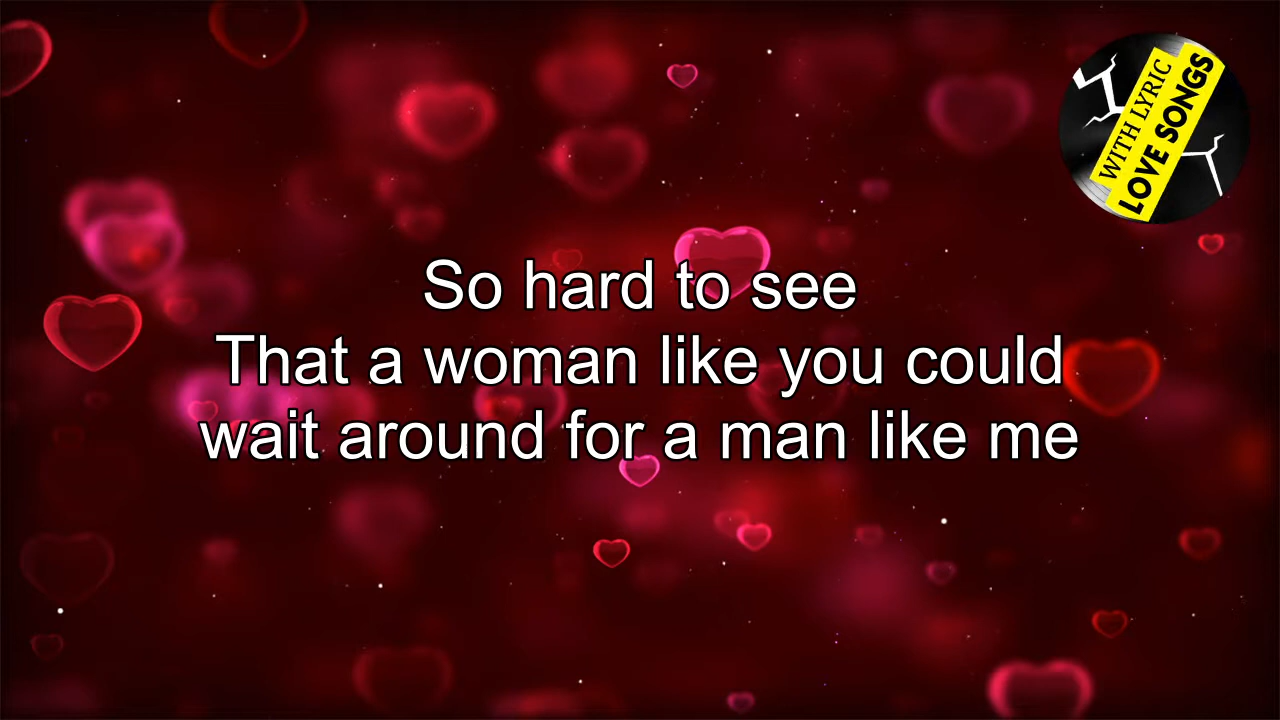 WITH LYRIC
LOVE SONGS
So hard to see
That a woman like you could
wait around for a man like me